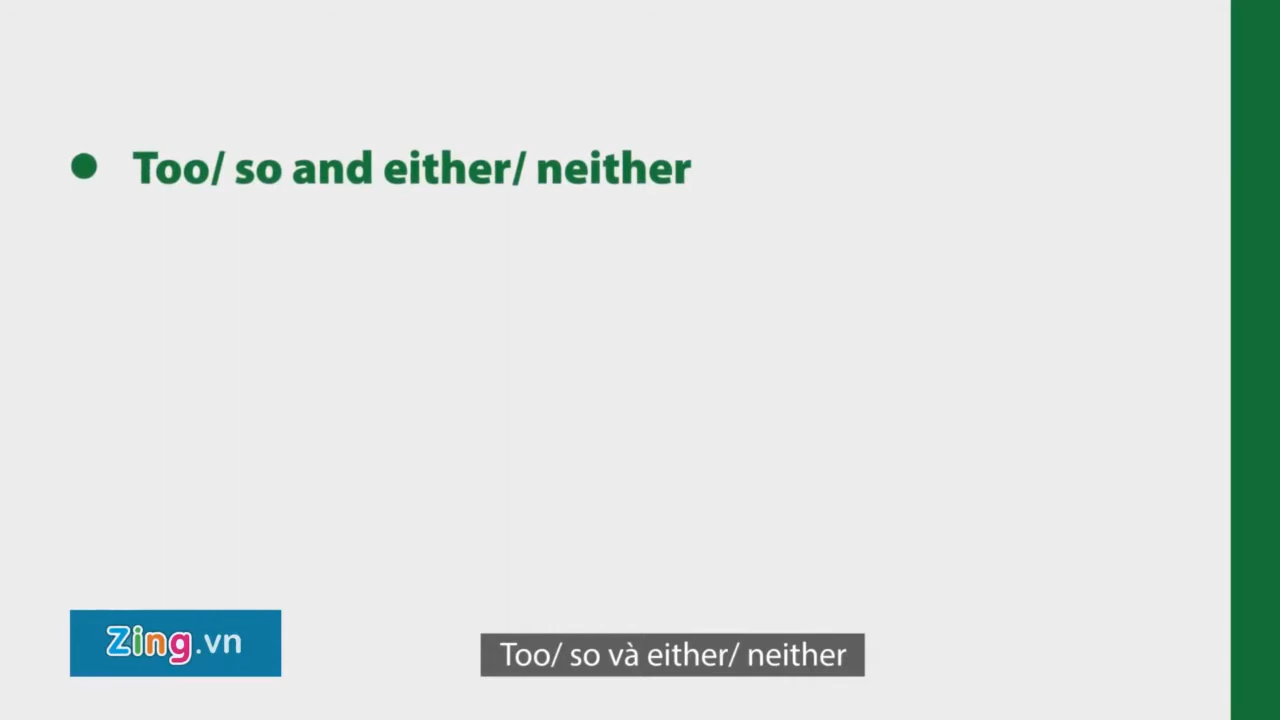 Too/ so and either/ neither
Zing.vn
Too/ so và either/ neither